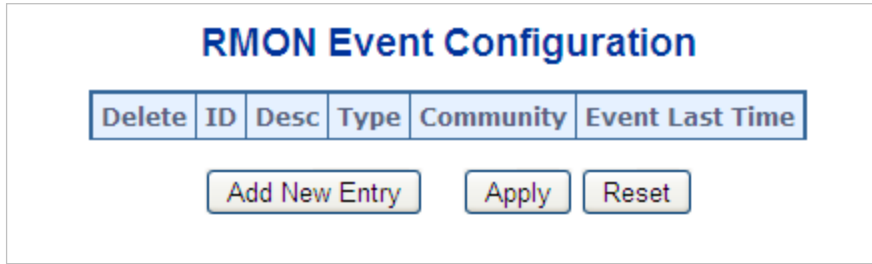 RMON Event Configuration
Delete ID Desc Type Community Event Last Time
Add New Entry Apply Reset